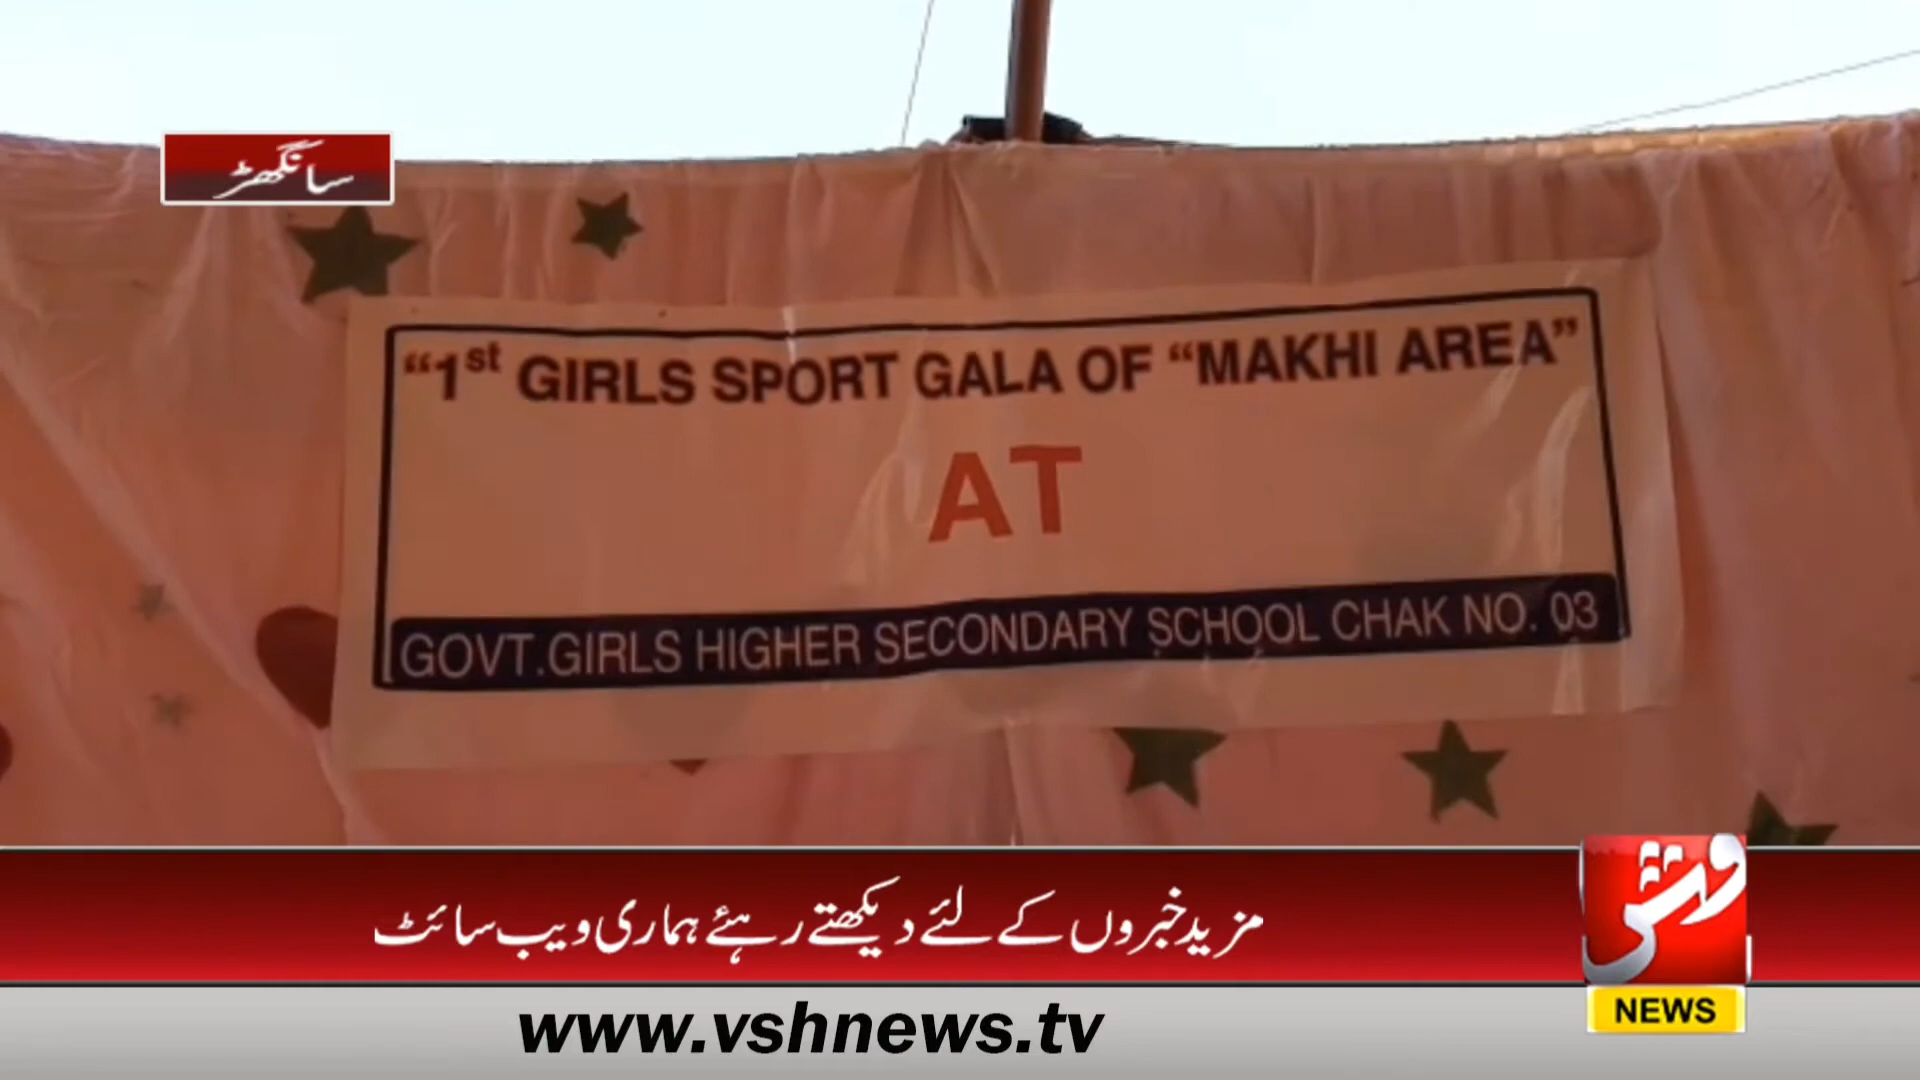 سانگھڑ
“1st GIRLS SPORT GALA OF “MAKHI AREA”
AT
GOVT.GIRLS HIGHER SECONDARY SCHOOL CHAK NO. 03
مزید خبروں کے لئے دیکھتے رہئے ہماری ویب سائٹ
وش
NEWS
www.vshnews.tv